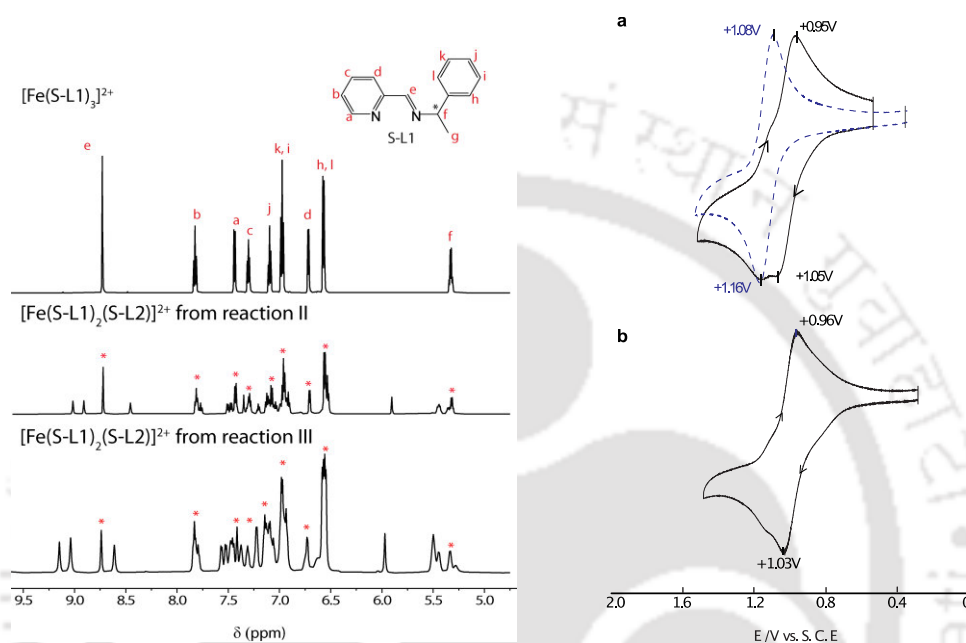 [Fe(S-L1)₃]²⁺
c
d
b
a
e
N
N
S-L1
*
f
g
k
j
l
i
h
e
b
a
c
j
k, i
d
h, l
f
[Fe(S-L1)₂(S-L2)]²⁺ from reaction II
* * * * * * * * *
[Fe(S-L1)₂(S-L2)]²⁺ from reaction III
* * * * * * * * *
9.5 9.0 8.5 8.0 7.5 7.0 6.5 6.0 5.5 5.0
δ (ppm)
a
+1.08V
+0.95V
+1.16V
+1.05V
b
+0.96V
+1.03V
2.0 1.6 1.2 0.8 0.4 0
E /V vs. S. C. E